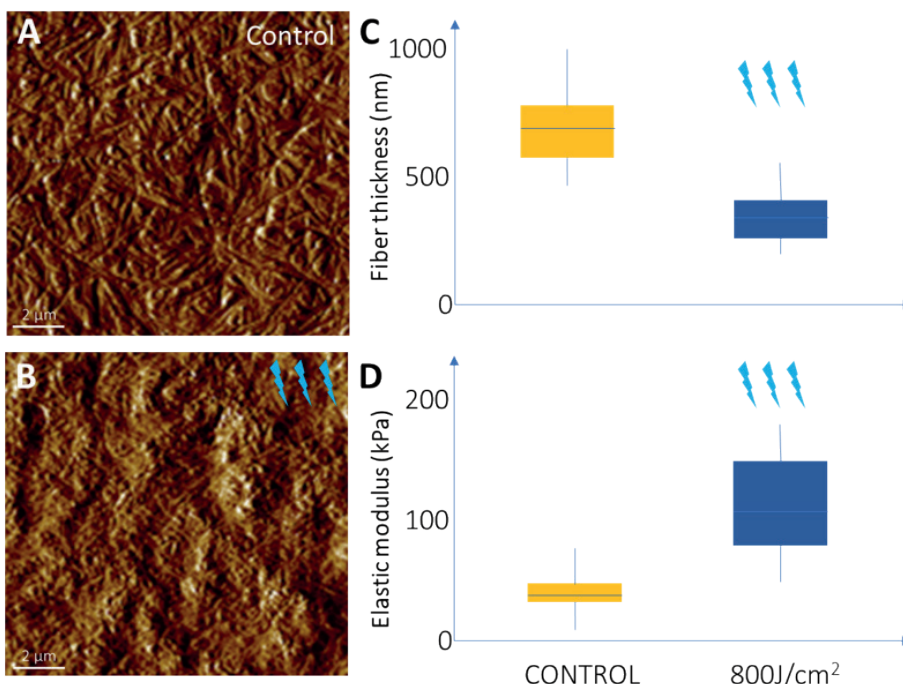 A
Control
2 µm
B
2 µm
C
Fiber thickness (nm)
1000
500
0
D
Elastic modulus (kPa)
200
100
0
CONTROL
800J/cm²